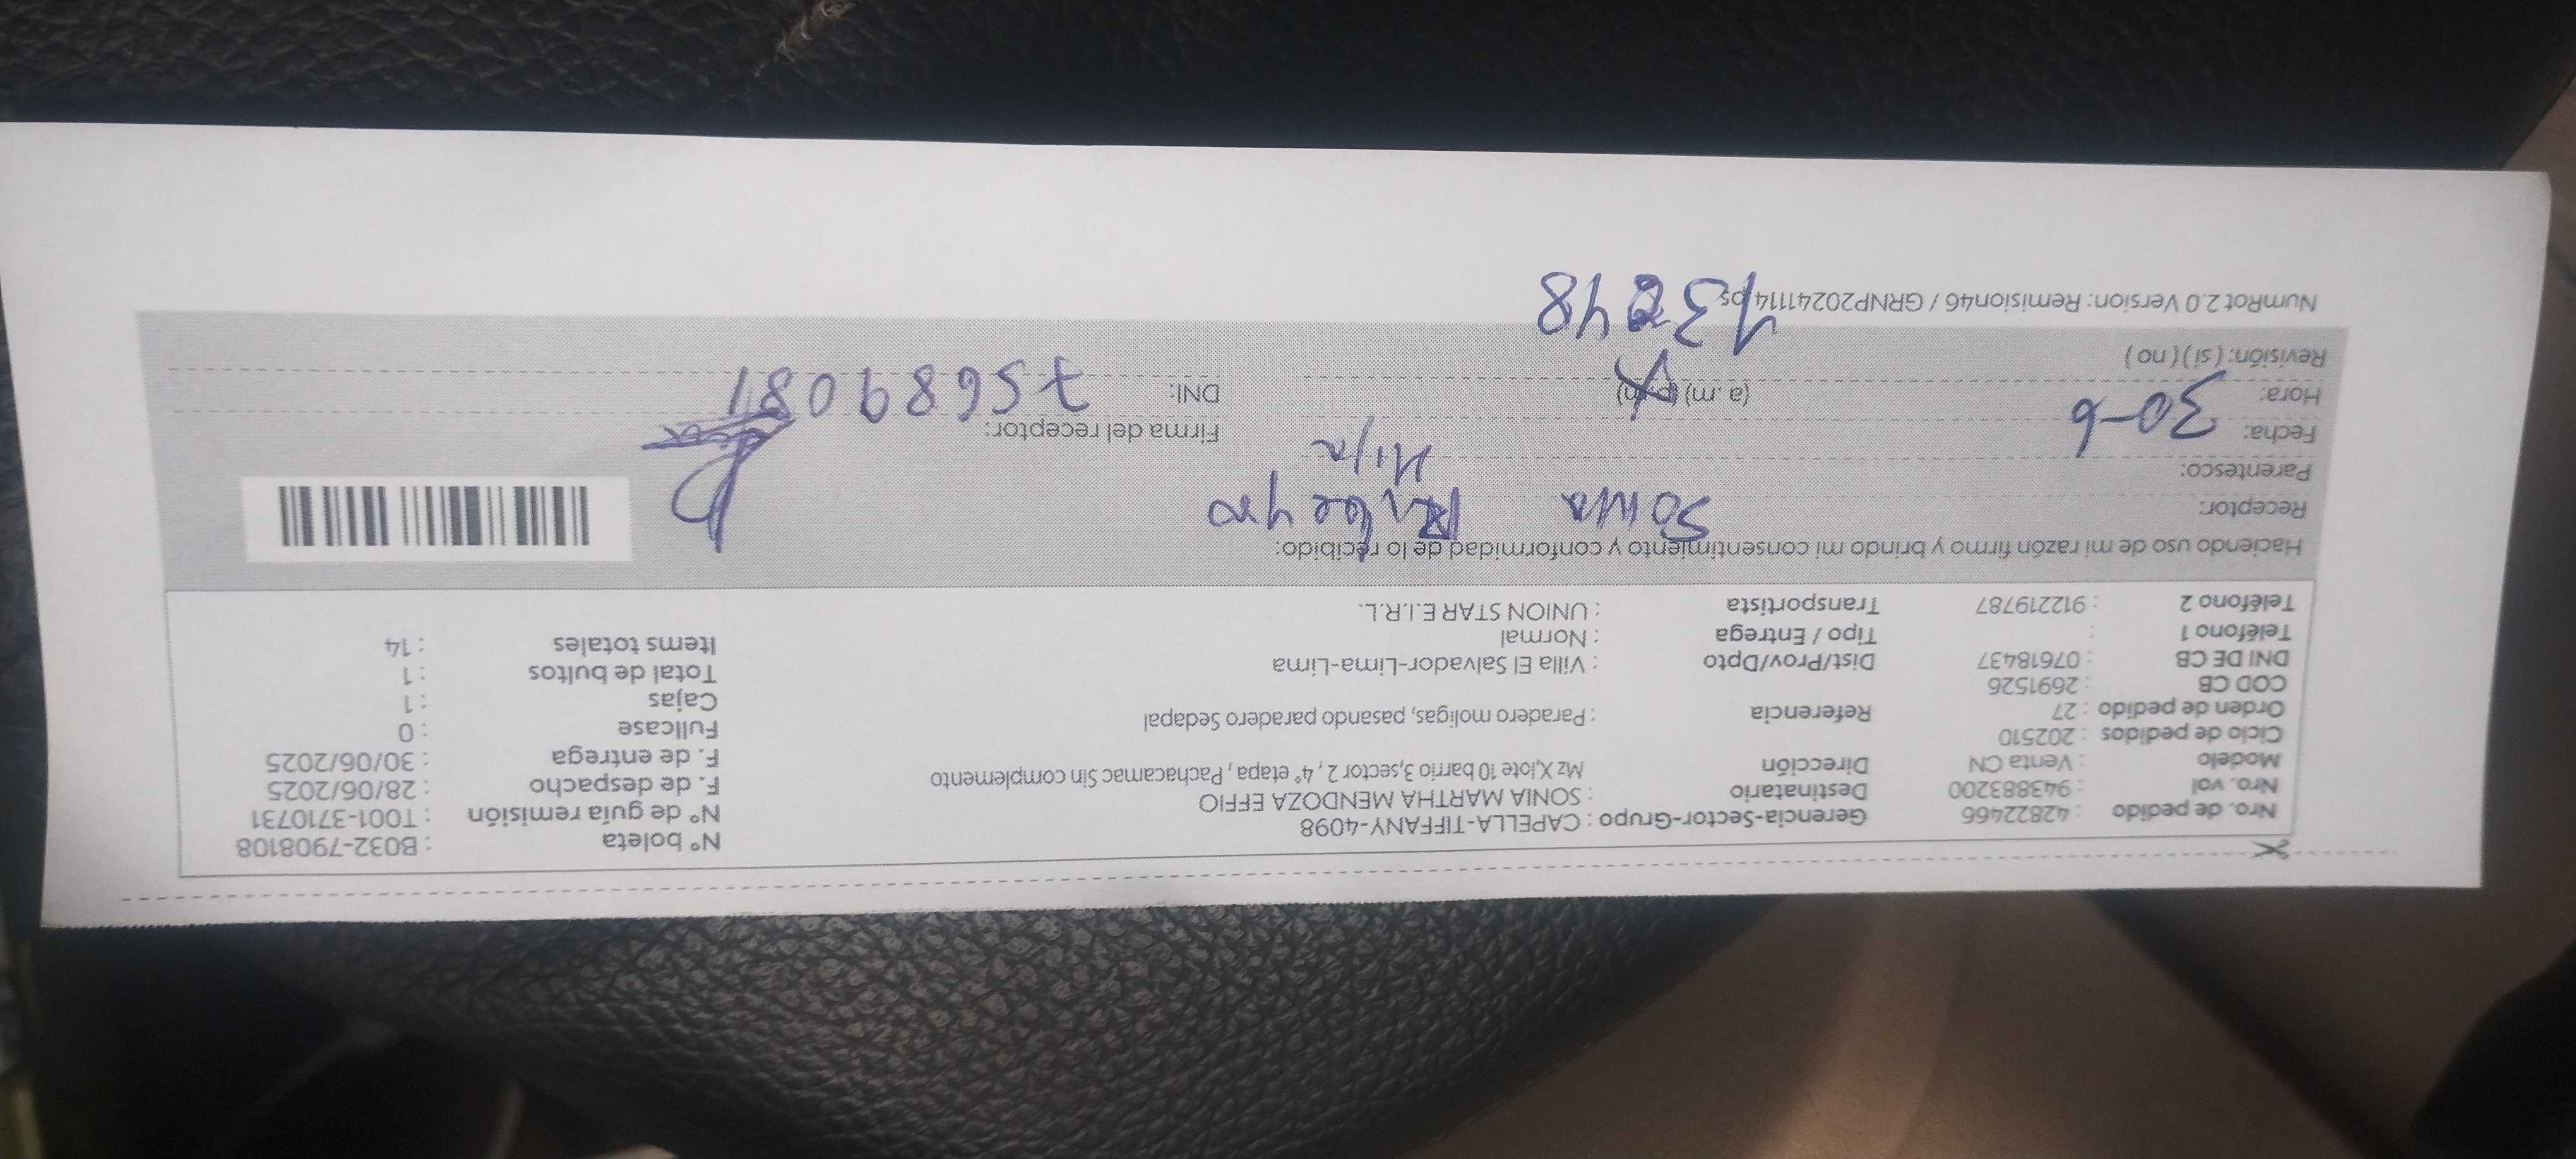 Nro. de pedido : 42822466 Gerencia-Sector-Grupo : CAPELLA-TIFFANY-4098 N° boleta : B032-7908108
Nro. vol : 943883200 Destinatario : SONIA MARTHA MENDOZA EFFIO N° de guía remisión : T001-3710731
Modelo : Venta CN Dirección Mz X,lote 10 barrio 3,sector 2 , 4° etapa , Pachacamac Sin complemento F. de despacho : 28/06/2025
Ciclo de pedidos : 202510 F. de entrega : 30/06/2025
Orden de pedido : 27 Referencia : Paradero moligas, pasando paradero Sedapal Fullcase : 0
COD CB : 2691526 Cajas : 1
DNI DE CB : 07618437 Dist/Prov/Dpto : Villa El Salvador-Lima-Lima Total de bultos : 1
Teléfono 1 : Tipo / Entrega : Normal Items totales : 14
Teléfono 2 : 912219787 Transportista : UNION STAR E.I.R.L.
Haciendo uso de mi razón firmo y brindo mi consentimiento y conformidad de lo recibido:
Receptor: Sonia Ribeyro
Parentesco: Hija
Fecha: 30-6 Firma del receptor:
Hora: (a .m) (p.m) DNI: 75689081
Revisión: ( si ) ( no )
NumRot 2.0 Version: Remision46 / GRNP20241114 ps